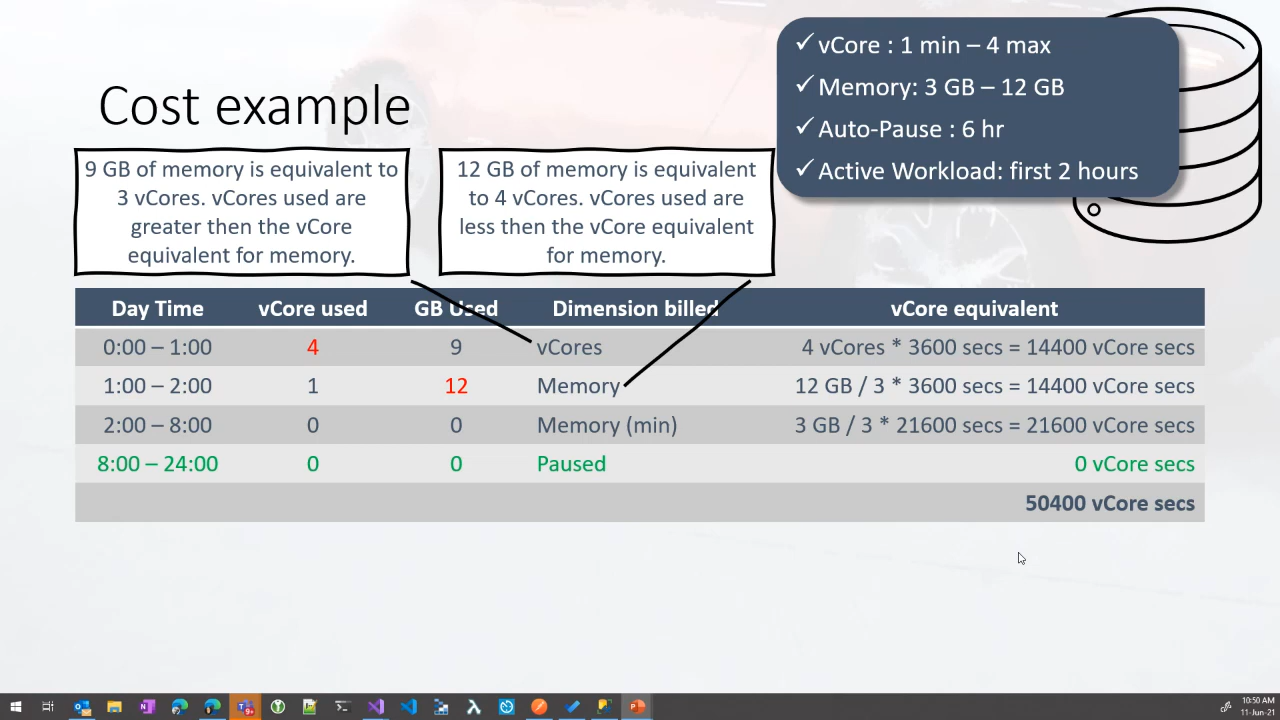 Cost example
✓ vCore : 1 min – 4 max
✓ Memory: 3 GB – 12 GB
✓ Auto-Pause : 6 hr
✓ Active Workload: first 2 hours
9 GB of memory is equivalent to
3 vCores. vCores used are
greater then the vCore
equivalent for memory.
12 GB of memory is equivalent
to 4 vCores. vCores used are
less then the vCore equivalent
for memory.
Day Time vCore used GB Used Dimension billed vCore equivalent
0:00 – 1:00 4 9 vCores 4 vCores * 3600 secs = 14400 vCore secs
1:00 – 2:00 1 12 Memory 12 GB / 3 * 3600 secs = 14400 vCore secs
2:00 – 8:00 0 0 Memory (min) 3 GB / 3 * 21600 secs = 21600 vCore secs
8:00 – 24:00 0 0 Paused 0 vCore secs
50400 vCore secs
10:50 AM
11-Jun-21